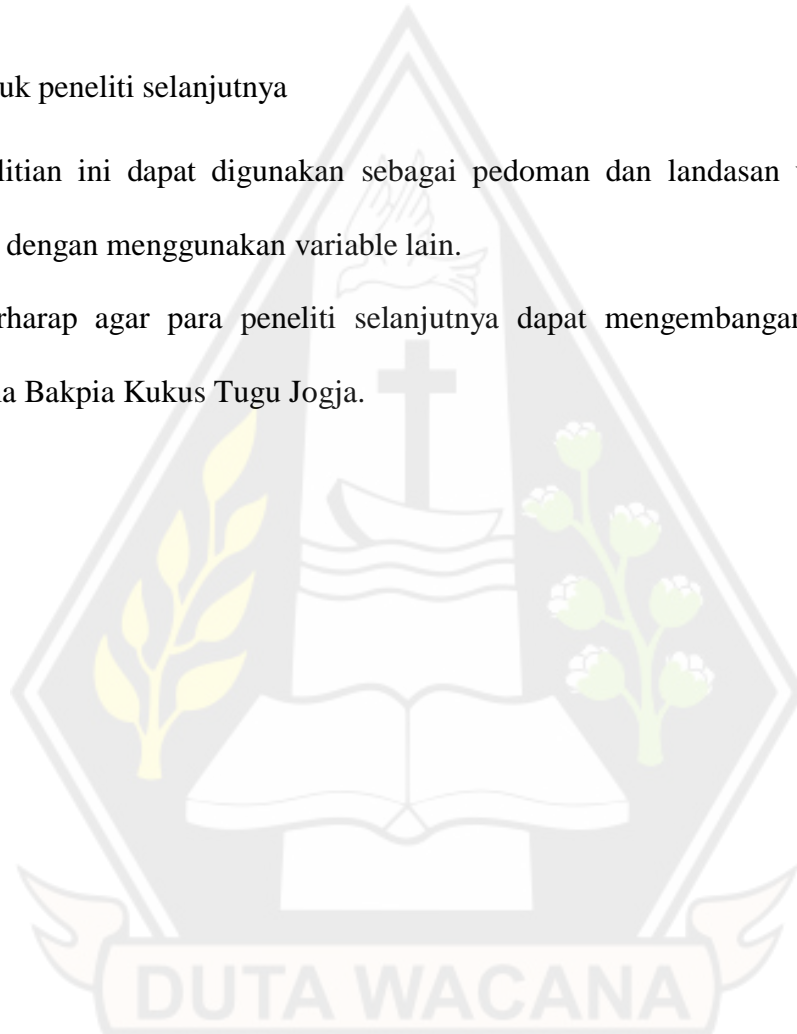 uk peneliti selanjutnya
litian ini dapat digunakan sebagai pedoman dan landasan
dengan menggunakan variable lain.
rharap agar para peneliti selanjutnya dapat mengembangan
a Bakpia Kukus Tugu Jogja.
DUTA WACANA